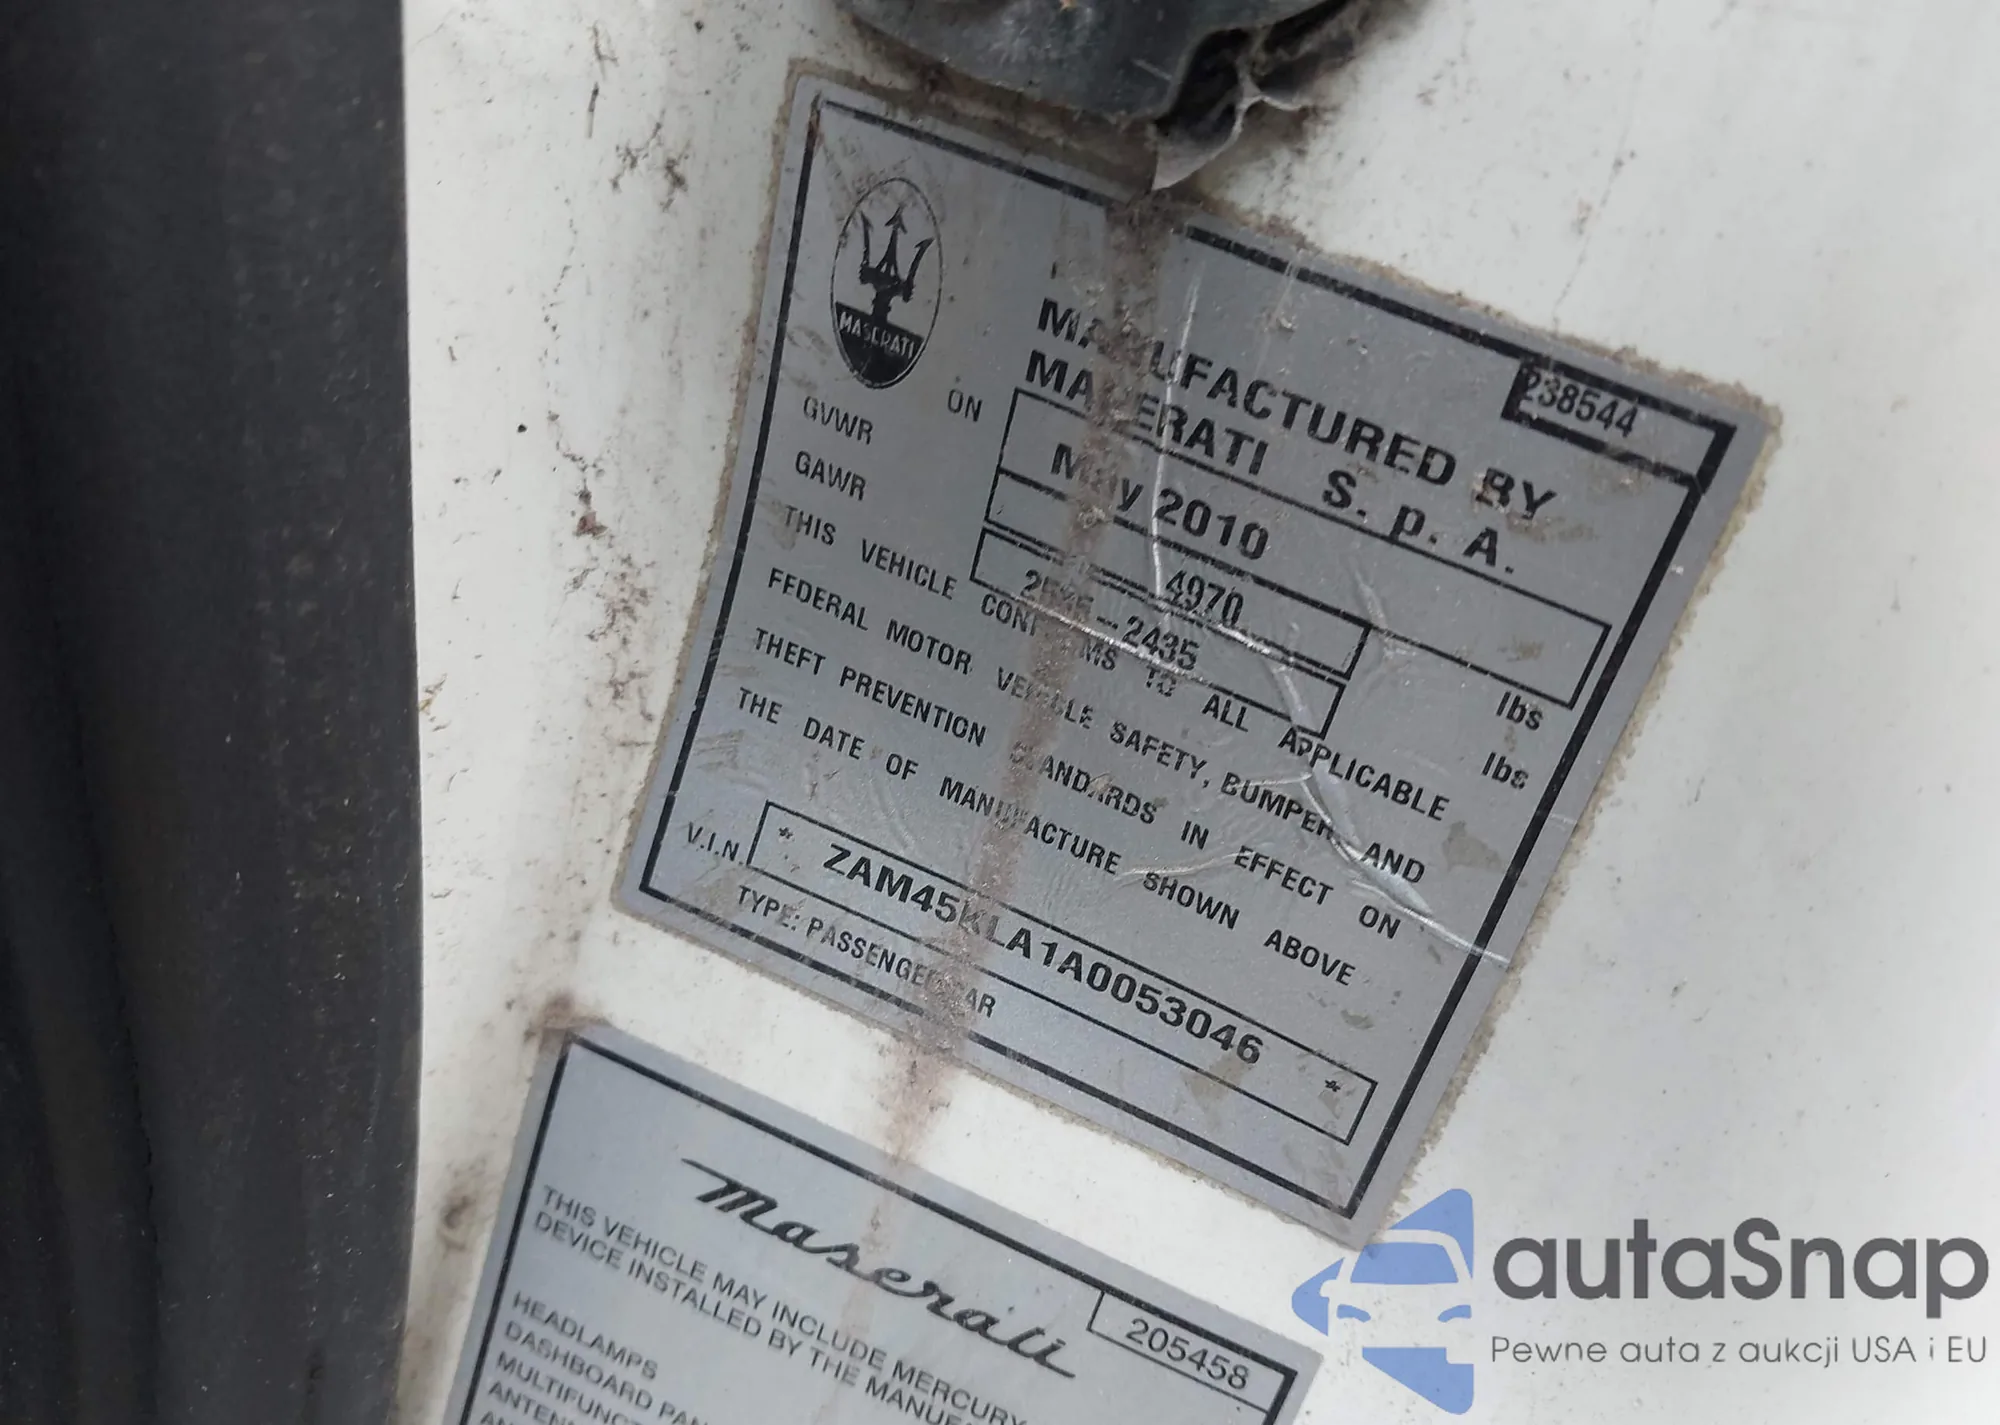 MASERATI
238544
MANUFACTURED BY
MASERATI S. p. A.
ON May 2010
GVWR 4970 lbs
GAWR 2535-2435 lbs
THIS VEHICLE CONFORMS TO ALL APPLICABLE
FEDERAL MOTOR VEHICLE SAFETY, BUMPER, AND
THEFT PREVENTION STANDARDS IN EFFECT ON
THE DATE OF MANUFACTURE SHOWN ABOVE
V.I.N. * ZAM45KLA1A0053046 *
TYPE: PASSENGER CAR
Maserati
205458
THIS VEHICLE MAY INCLUDE MERCURY
DEVICE INSTALLED BY THE
HEADLAMPS
DASHBOARD
autaSnap
Pewne auta z aukcji USA i EU